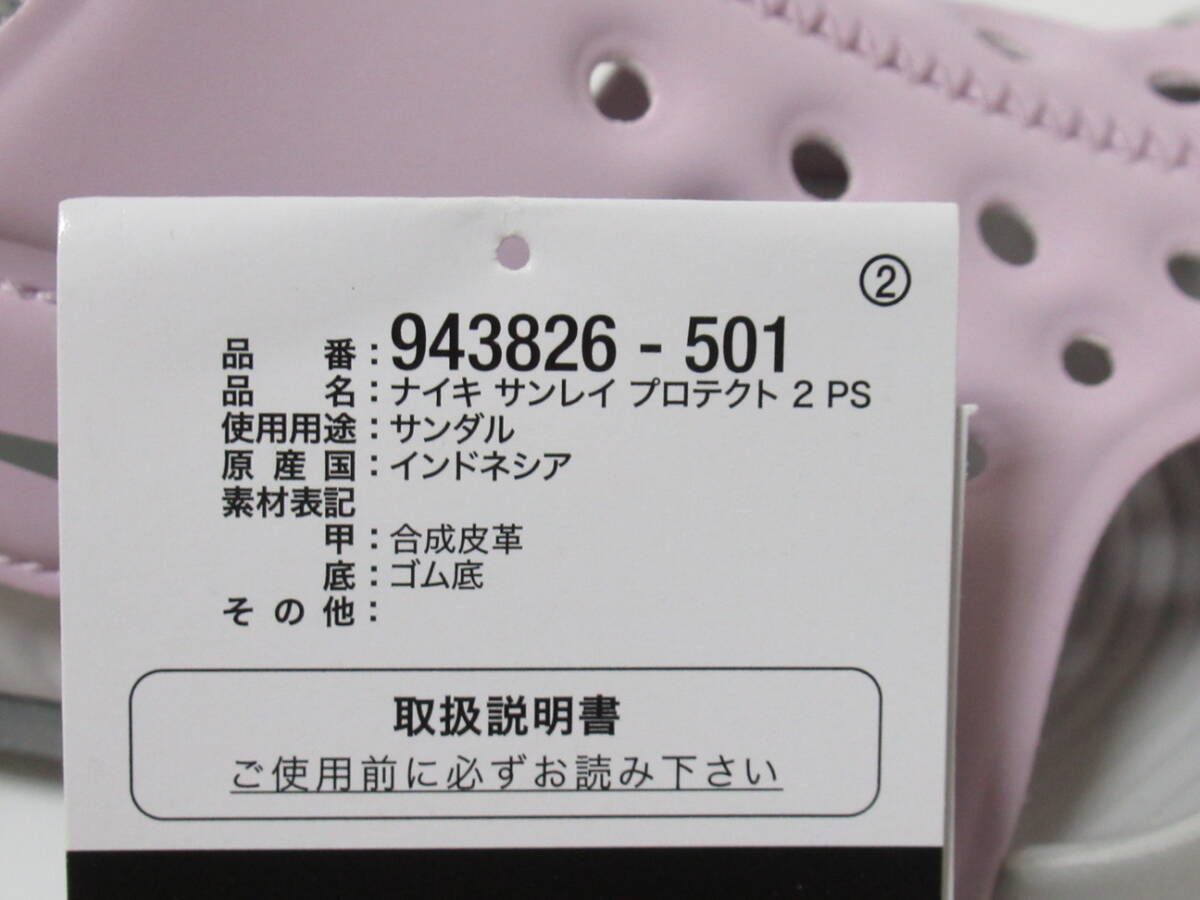 ②
品番：943826 - 501
品名：ナイキ サンレイ プロテクト 2 PS
使用用途：サンダル
原産国：インドネシア
素材表記
甲：合成皮革
底：ゴム底
その他：
取扱説明書
ご使用前に必ずお読み下さい